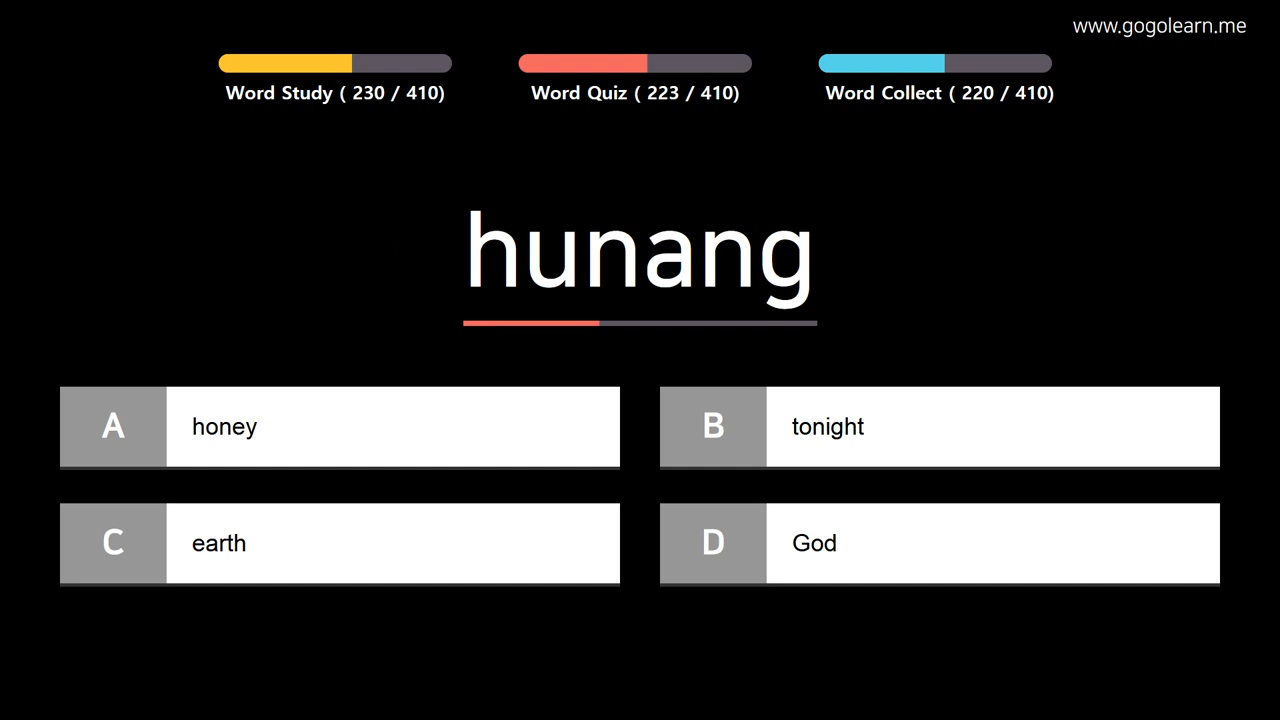 www.gogolearn.me
Word Study ( 230 / 410)
Word Quiz ( 223 / 410)
Word Collect ( 220 / 410)
hunang
A honey
B tonight
C earth
D God